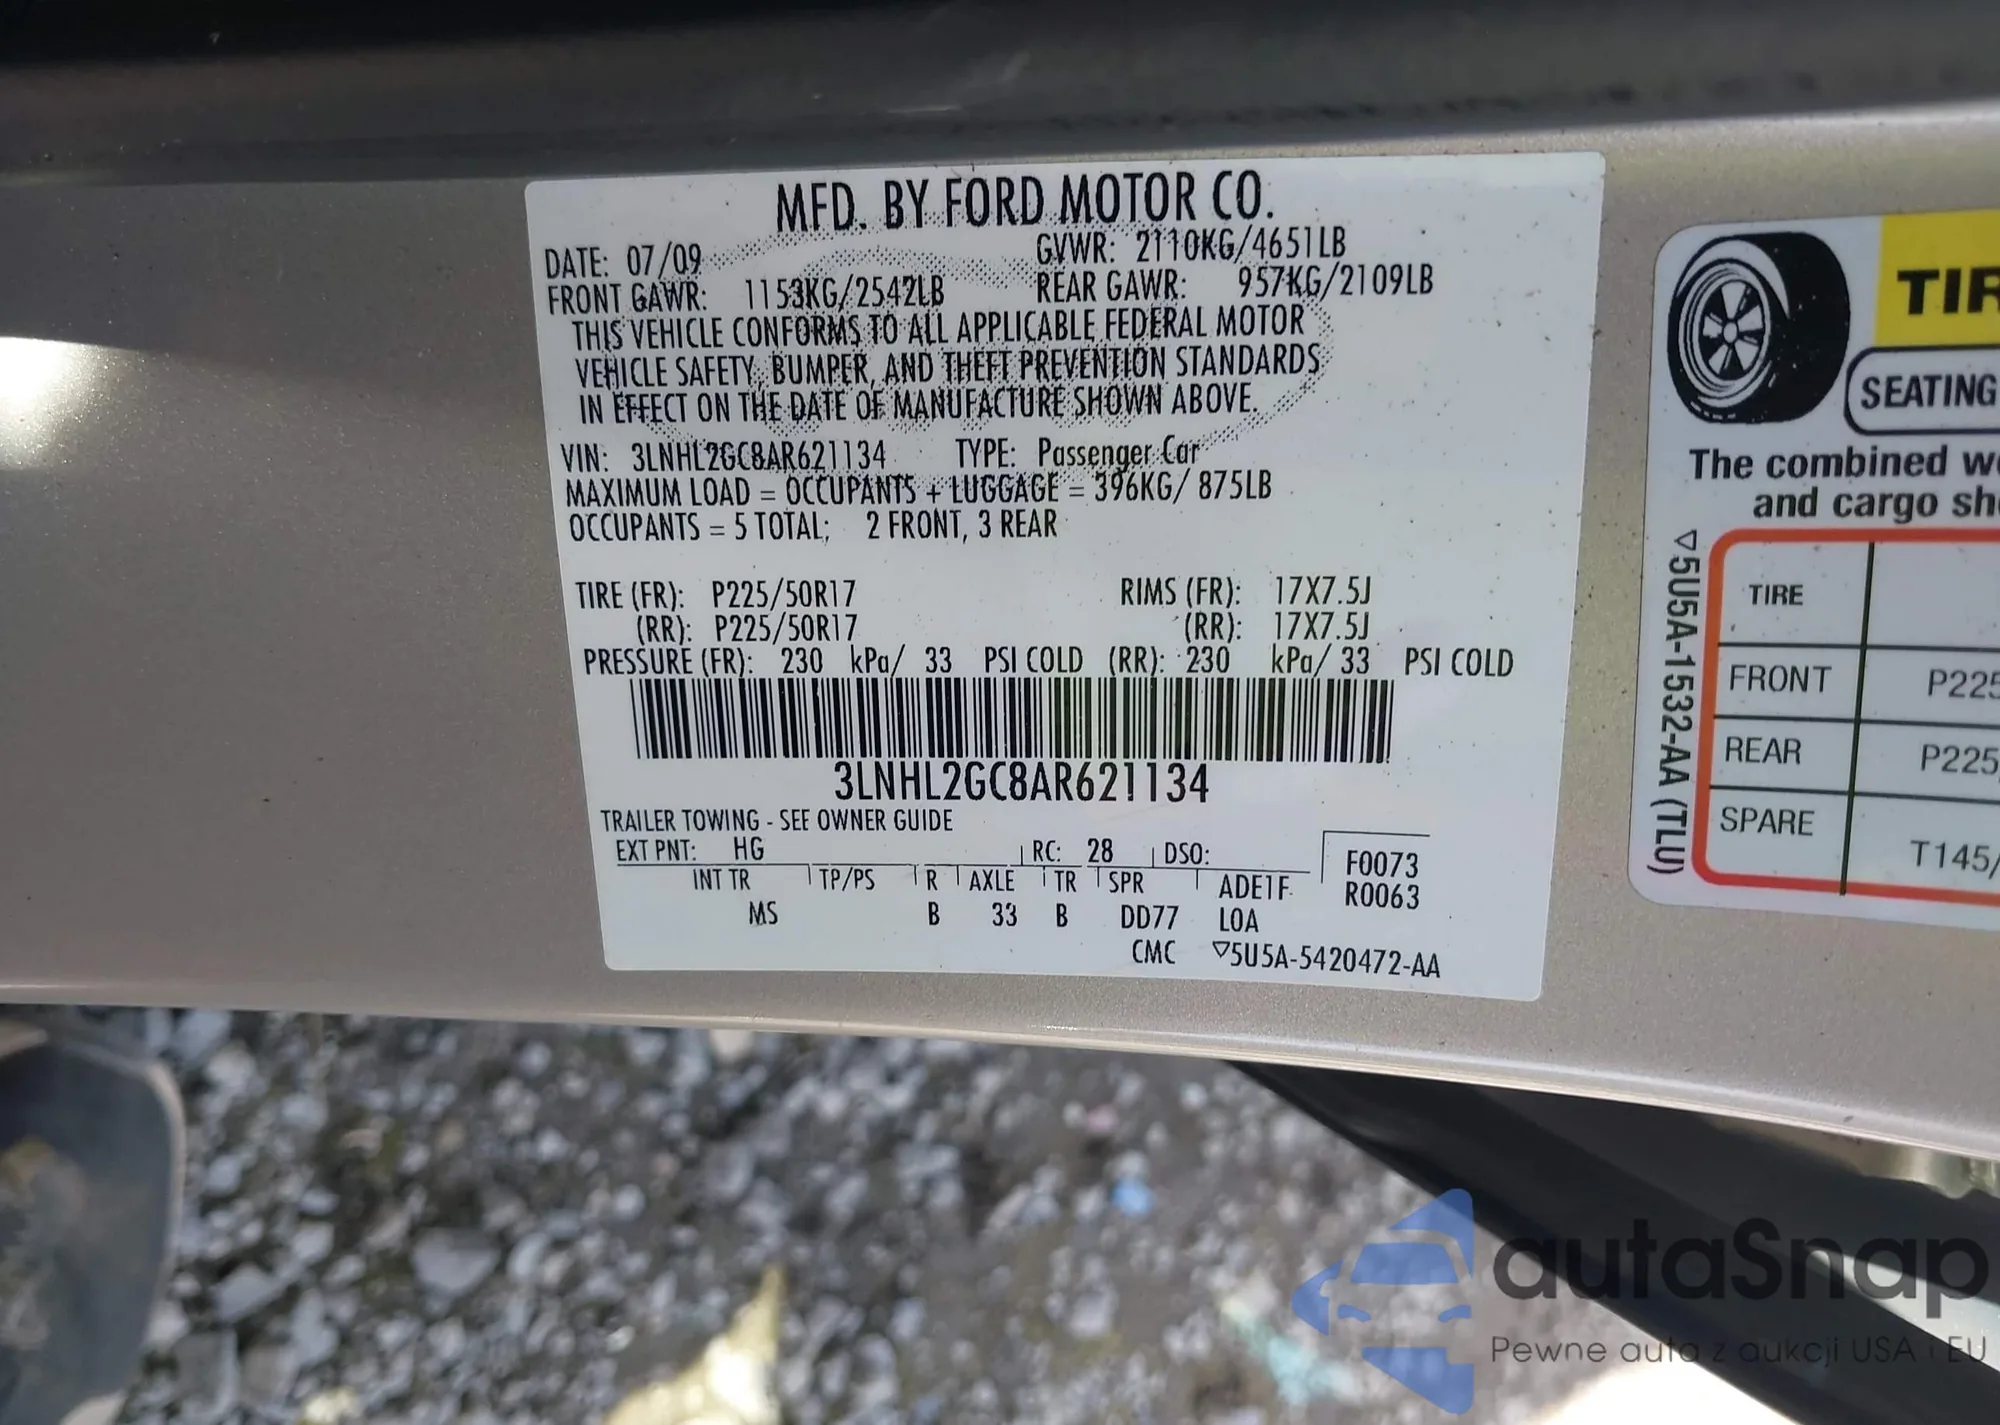 MFD. BY FORD MOTOR CO.
DATE: 07/09 GVWR: 2110KG/4651LB
FRONT GAWR: 1153KG/2542LB REAR GAWR: 957KG/2109LB
THIS VEHICLE CONFORMS TO ALL APPLICABLE FEDERAL MOTOR
VEHICLE SAFETY, BUMPER, AND THEFT PREVENTION STANDARDS
IN EFFECT ON THE DATE OF MANUFACTURE SHOWN ABOVE.
VIN: 3LNHL2GC8AR621134 TYPE: Passenger Car
MAXIMUM LOAD = OCCUPANTS + LUGGAGE = 396KG/ 875LB
OCCUPANTS = 5 TOTAL; 2 FRONT, 3 REAR
TIRE (FR): P225/50R17 RIMS (FR): 17X7.5J
(RR): P225/50R17 (RR): 17X7.5J
PRESSURE (FR): 230 kPa/ 33 PSI COLD (RR): 230 kPa/ 33 PSI COLD
3LNHL2GC8AR621134
TRAILER TOWING - SEE OWNER GUIDE
EXT PNT: HG RC: 28 DSO: F0073
INT TR TP/PS R AXLE TR SPR ADE1F R0063
MS B 33 B DD77 LOA
CMC ▽5U5A-5420472-AA
TIR
SEATING
The combined we
and cargo sho
▽5U5A-1532-AA (TLU)
TIRE
FRONT P225
REAR P225/
SPARE T145/
autaSnap
Pewne auta z aukcji USA i EU